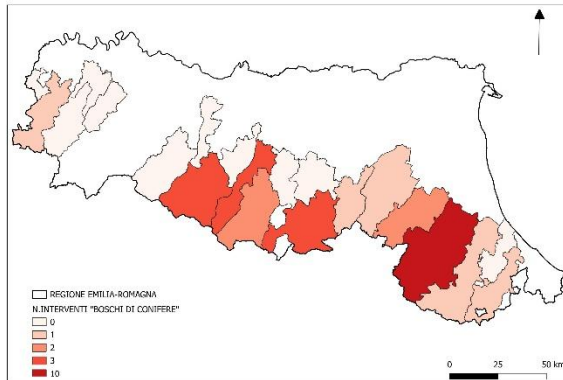 REGIONE EMILIA-ROMAGNA
N.INTERVENTI "BOSCHI DI CONIFERE"
0
1
2
3
10
0 25 50 km